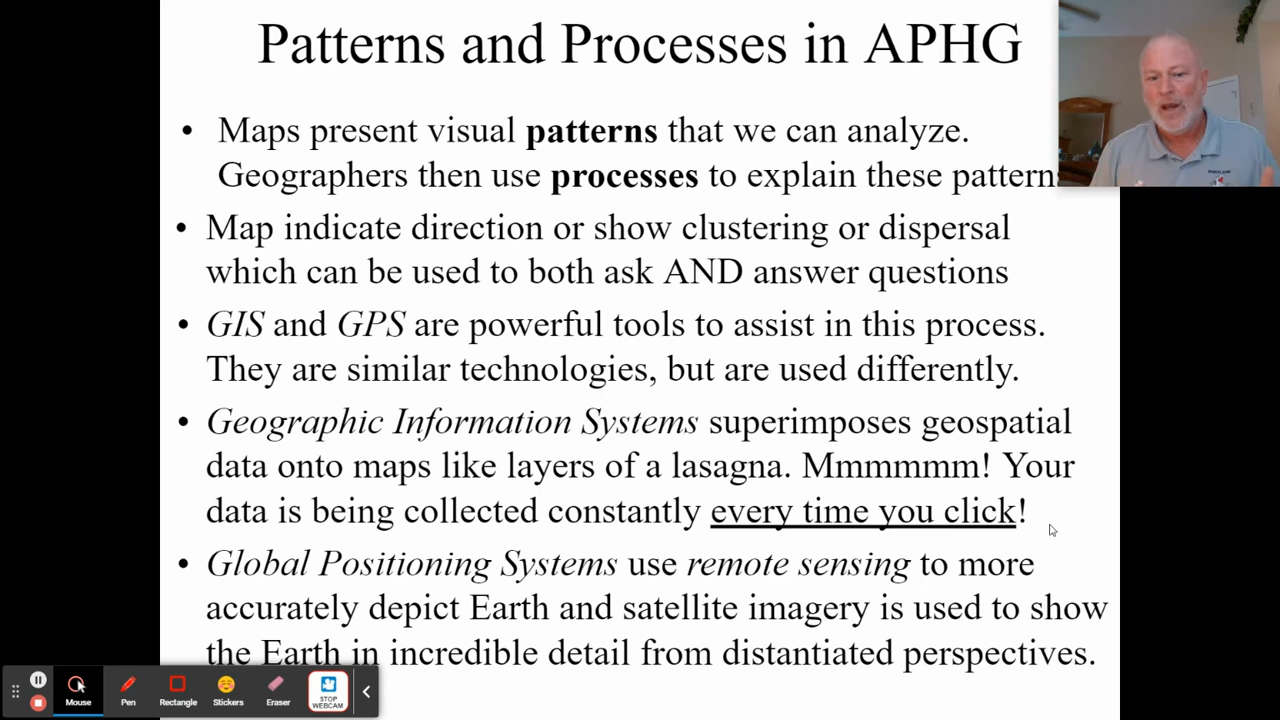 Patterns and Processes in APHG
• Maps present visual patterns that we can analyze.
Geographers then use processes to explain these pattern
• Map indicate direction or show clustering or dispersal
which can be used to both ask AND answer questions
• GIS and GPS are powerful tools to assist in this process.
They are similar technologies, but are used differently.
• Geographic Information Systems superimposes geospatial
data onto maps like layers of a lasagna. Mmmmmm! Your
data is being collected constantly every time you click!
• Global Positioning Systems use remote sensing to more
accurately depict Earth and satellite imagery is used to show
the Earth in incredible detail from distantiated perspectives.
Mouse
Pen
Rectangle
Stickers
Eraser
STOP
WEBCAM